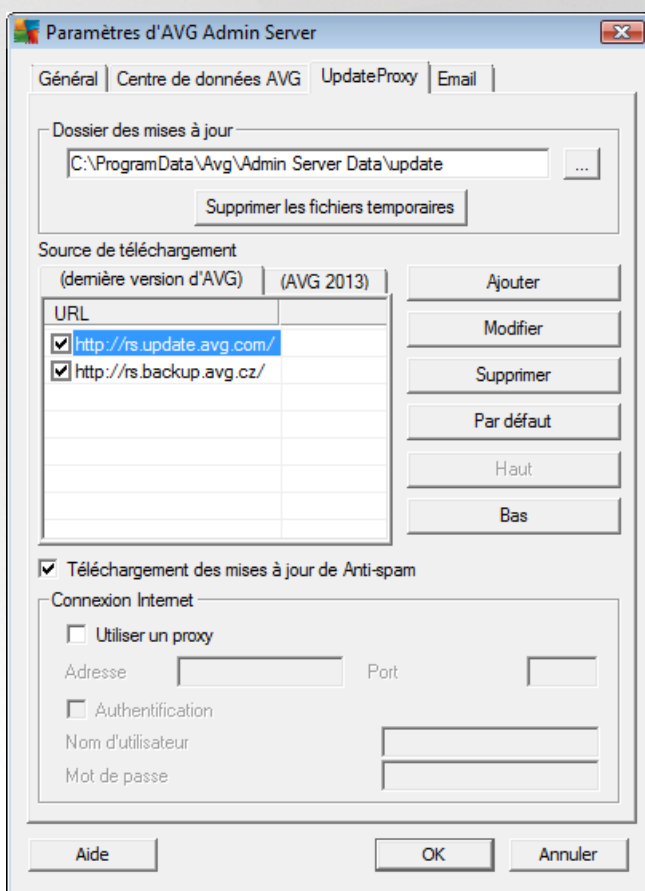 Paramètres d'AVG Admin Server
Général
Centre de données AVG
UpdateProxy
Email
Dossier des mises à jour
C:\ProgramData\Avg\Admin Server Data\update
...
Supprimer les fichiers temporaires
Source de téléchargement
(dernière version d'AVG)
(AVG 2013)
URL
http://rs.update.avg.com/
http://rs.backup.avg.cz/
Ajouter
Modifier
Supprimer
Par défaut
Haut
Bas
Téléchargement des mises à jour de Anti-spam
Connexion Internet
Utiliser un proxy
Adresse
Port
Authentification
Nom d'utilisateur
Mot de passe
Aide
OK
Annuler